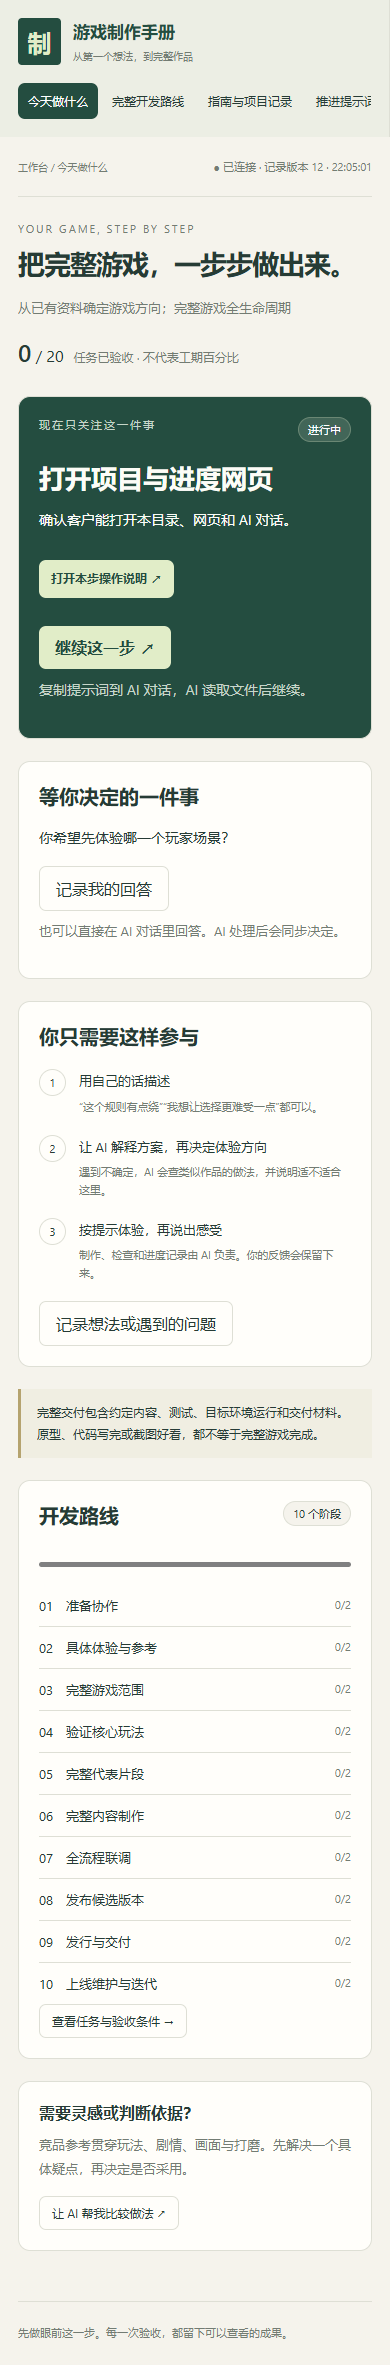 制
游戏制作手册
从第一个想法，到完整作品
今天做什么 完整开发路线 指南与项目记录 推进提示
工作台 / 今天做什么 ● 已连接 · 记录版本 12 · 22:05:01
YOUR GAME, STEP BY STEP
把完整游戏，一步步做出来。
从已有资料确定游戏方向；完整游戏全生命周期
0 / 20 任务已验收 · 不代表工期百分比
现在只关注这一件事 进行中
打开项目与进度网页
确认客户能打开本目录、网页和 AI 对话。
打开本步操作说明 ↗
继续这一步 ↗
复制提示词到 AI 对话，AI 读取文件后继续。
等你决定的一件事
你希望先体验哪一个玩家场景？
记录我的回答
也可以直接在 AI 对话里回答。AI 处理后会同步决定。
你只需要这样参与
1 用自己的话描述
“这个规则有点绕”“我想让选择更难受一点”都可以。
2 让 AI 解释方案，再决定体验方向
遇到不确定，AI 会查类似作品的做法，并说明适不适合
这里。
3 按提示体验，再说出感受
制作、检查和进度记录由 AI 负责。你的反馈会保留下
来。
记录想法或遇到的问题
完整交付包含约定内容、测试、目标环境运行和交付材料。
原型、代码写完或截图好看，都不等于完整游戏完成。
开发路线 10 个阶段
01 准备协作 0/2
02 具体体验与参考 0/2
03 完整游戏范围 0/2
04 验证核心玩法 0/2
05 完整代表片段 0/2
06 完整内容制作 0/2
07 全流程联调 0/2
08 发布候选版本 0/2
09 发行与交付 0/2
10 上线维护与迭代 0/2
查看任务与验收条件 →
需要灵感或判断依据？
竞品参考贯穿玩法、剧情、画面与打磨。先解决一个具
体疑点，再决定是否采用。
让 AI 帮我比较做法 ↗
先做眼前这一步。每一次验收，都留下可以查看的成果。